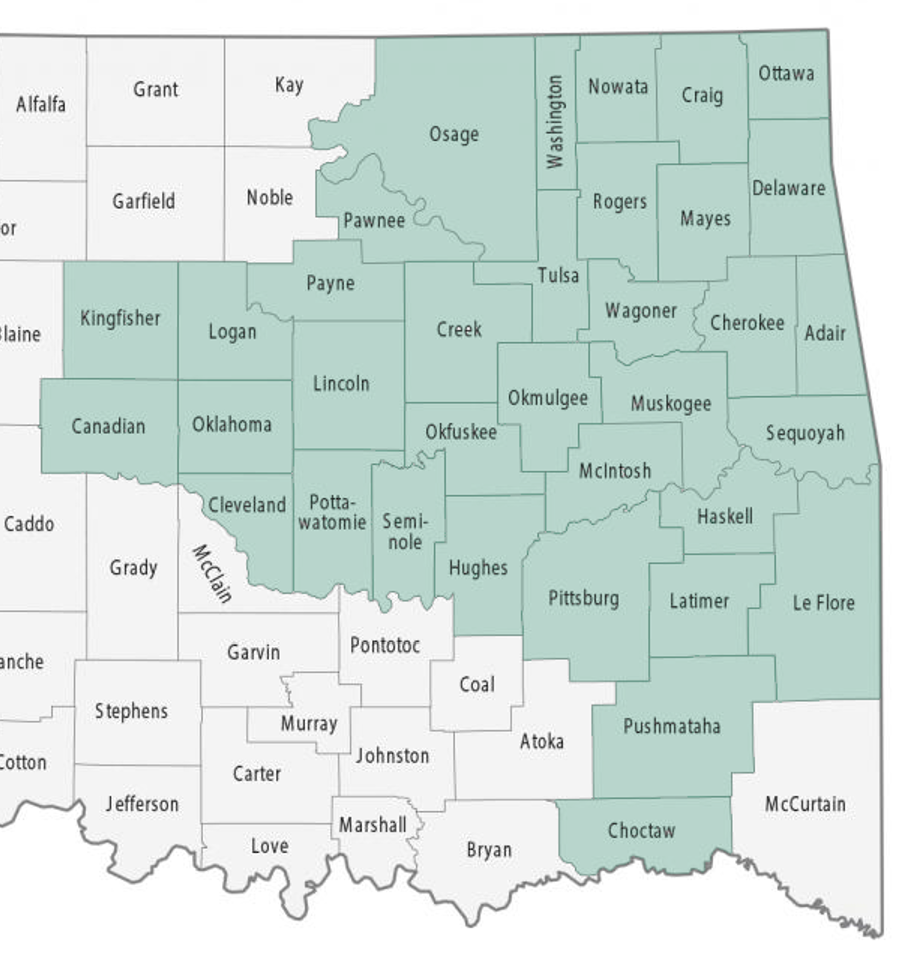 Ottawa
Nowata
Kay
Grant
Craig
Alfalfa
Washington
Osage
Delaware
Noble
Garfield
Rogers
Mayes
Pawnee
or
Tulsa
Payne
Wagoner
Kingfisher
Cherokee
Creek
Logan
laine
Adair
Lincoln
Okmulgee
Muskogee
Oklahoma
Canadian
Okfuskee
Sequoyah
McIntosh
Cleveland
Potta-
watomie
Haskell
Caddo
Semi-
nole
Grady
Hughes
McClain
Pittsburg
Latimer
Le Flore
Pontotoc
Garvin
anche
Coal
Stephens
Murray
Pushmataha
Atoka
Johnston
Cotton
Carter
Jefferson
McCurtain
Marshall
Choctaw
Love
Bryan